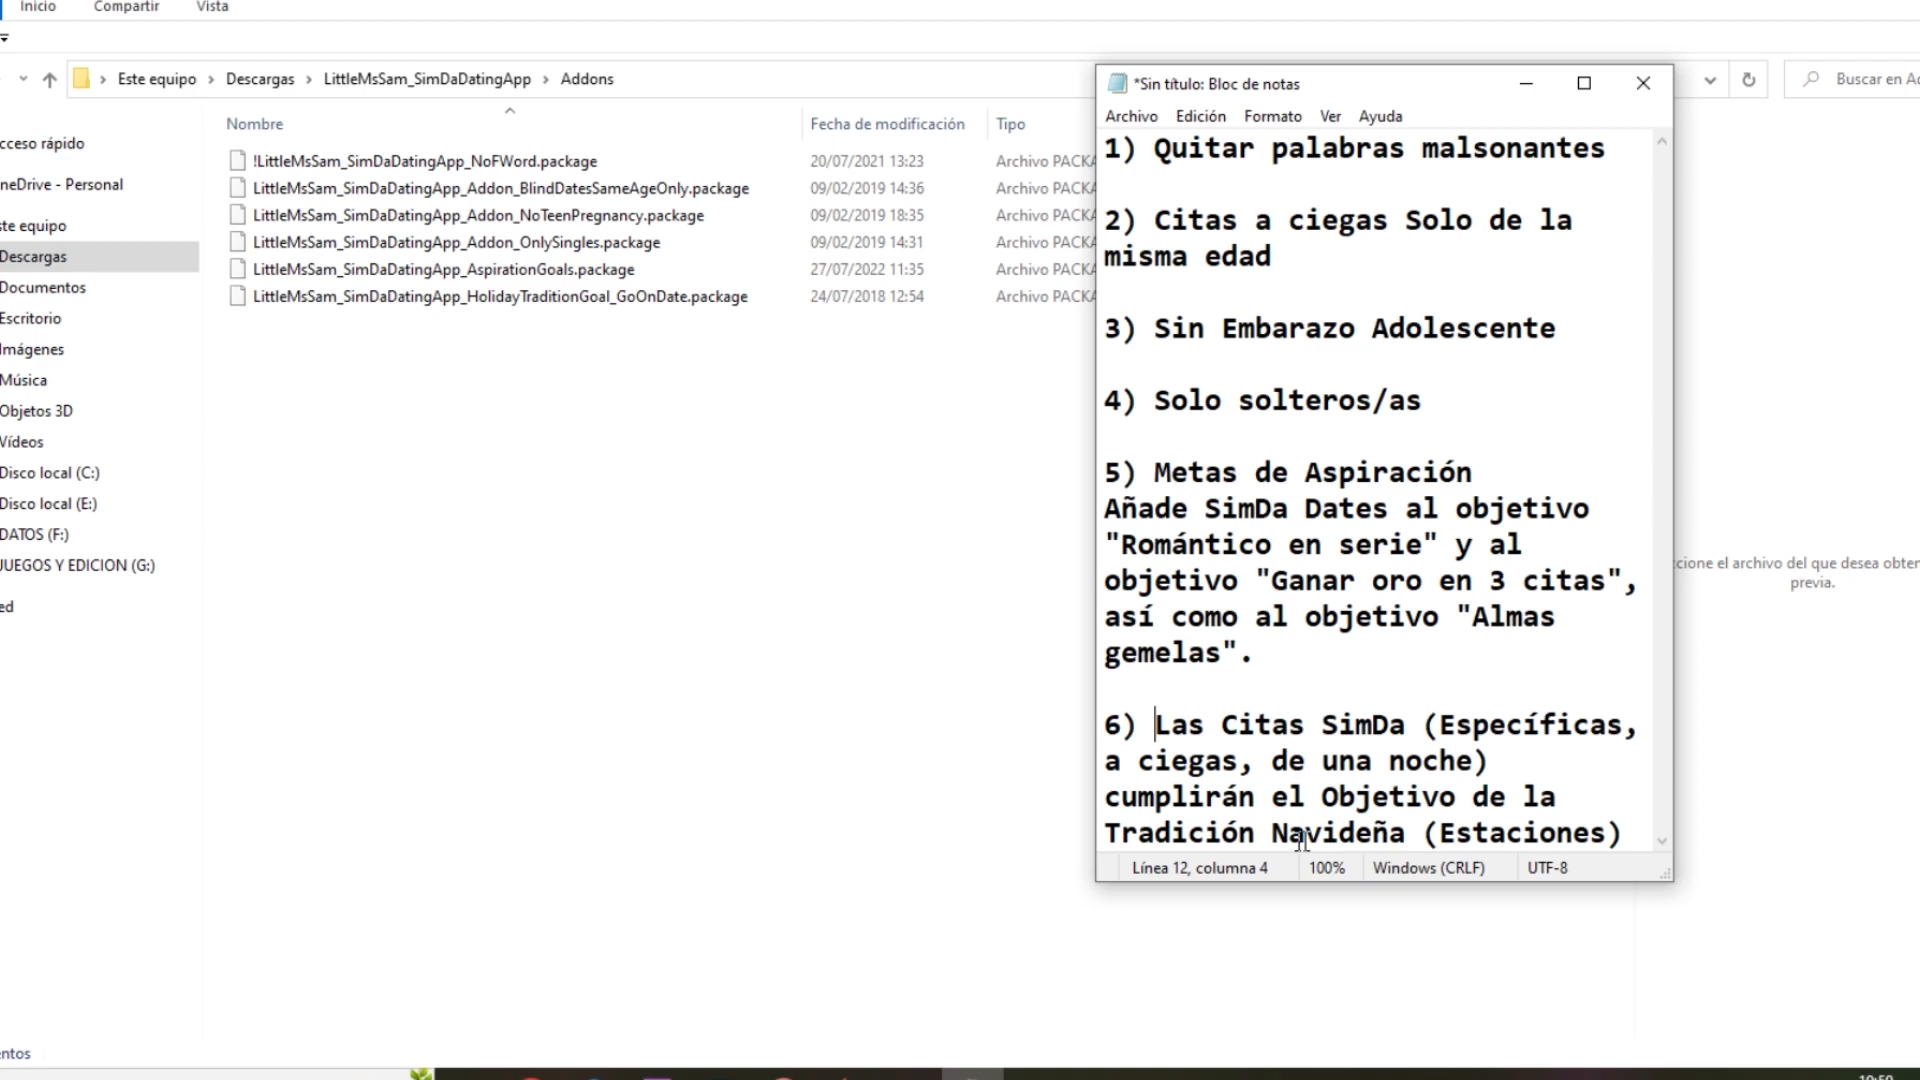 Inicio Compartir Vista
Este equipo Descargas LittleMsSam_SimDaDatingApp Addons
Buscar en Ad
Nombre Fecha de modificación Tipo
!LittleMsSam_SimDaDatingApp_NoFWord.package 20/07/2021 13:23 Archivo PACKA
LittleMsSam_SimDaDatingApp_Addon_BlindDatesSameAgeOnly.package 09/02/2019 14:36 Archivo PACKA
LittleMsSam_SimDaDatingApp_Addon_NoTeenPregnancy.package 09/02/2019 18:35 Archivo PACKA
LittleMsSam_SimDaDatingApp_Addon_OnlySingles.package 09/02/2019 14:31 Archivo PACKA
LittleMsSam_SimDaDatingApp_AspirationGoals.package 27/07/2022 11:35 Archivo PACKA
LittleMsSam_SimDaDatingApp_HolidayTraditionGoal_GoOnDate.package 24/07/2018 12:54 Archivo PACKA
cceso rápido
neDrive - Personal
ste equipo
Descargas
Documentos
Escritorio
Imágenes
Música
Objetos 3D
Vídeos
Disco local (C:)
Disco local (E:)
DATOS (F:)
JUEGOS Y EDICION (G:)
ed
entos
*Sin título: Bloc de notas
Archivo Edición Formato Ver Ayuda
1) Quitar palabras malsonantes
2) Citas a ciegas Solo de la
misma edad
3) Sin Embarazo Adolescente
4) Solo solteros/as
5) Metas de Aspiración
Añade SimDa Dates al objetivo
"Romántico en serie" y al
objetivo "Ganar oro en 3 citas",
así como al objetivo "Almas
gemelas".
6) Las Citas SimDa (Específicas,
a ciegas, de una noche)
cumplirán el Objetivo de la
Tradición Navideña (Estaciones)
Línea 12, columna 4 100% Windows (CRLF) UTF-8
cione el archivo del que desea obten
previa.